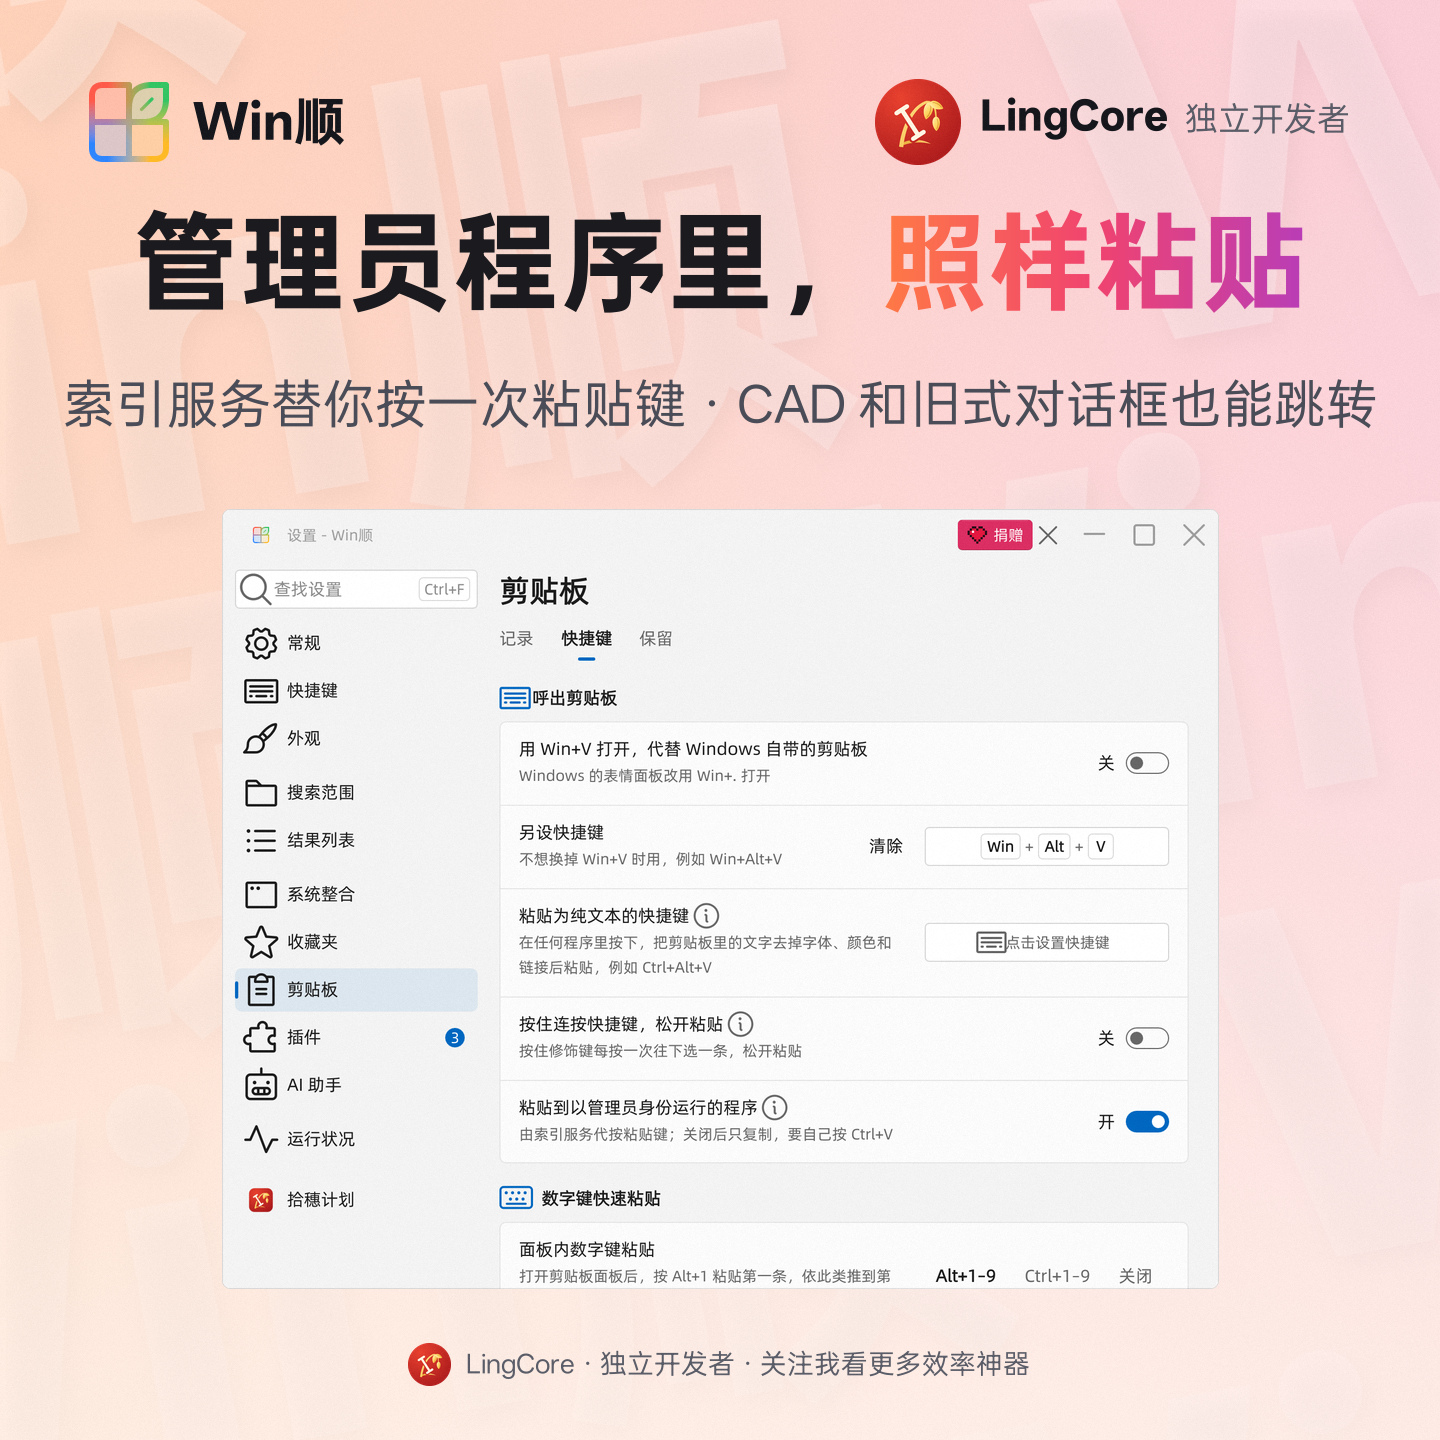 Win顺
LingCore 独立开发者
管理员程序里，照样粘贴
索引服务替你按一次粘贴键 · CAD 和旧式对话框也能跳转
设置 - Win顺
捐赠
查找设置 Ctrl+F
常规
快捷键
外观
搜索范围
结果列表
系统整合
收藏夹
剪贴板
插件 3
AI 助手
运行状况
拾穗计划
剪贴板
记录 快捷键 保留
呼出剪贴板
用 Win+V 打开，代替 Windows 自带的剪贴板
Windows 的表情面板改用 Win+. 打开
关
另设快捷键
不想换掉 Win+V 时用，例如 Win+Alt+V
清除 Win + Alt + V
粘贴为纯文本的快捷键
在任何程序里按下，把剪贴板里的文字去掉字体、颜色和
链接后粘贴，例如 Ctrl+Alt+V
点击设置快捷键
按住连按快捷键，松开粘贴
按住修饰键每按一次往下选一条，松开粘贴
关
粘贴到以管理员身份运行的程序
由索引服务代按粘贴键；关闭后只复制，要自己按 Ctrl+V
开
数字键快速粘贴
面板内数字键粘贴
打开剪贴板面板后，按 Alt+1 粘贴第一条，依此类推到第
Alt+1-9 Ctrl+1-9 关闭
LingCore · 独立开发者 · 关注我看更多效率神器